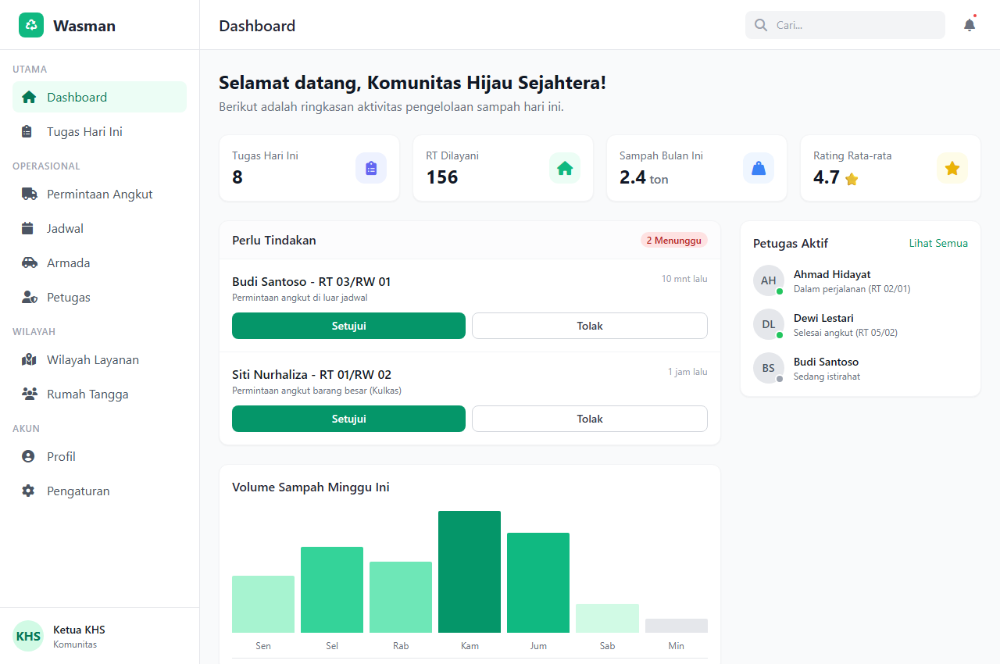 Wasman
UTAMA
Dashboard
Tugas Hari Ini
OPERASIONAL
Permintaan Angkut
Jadwal
Armada
Petugas
WILAYAH
Wilayah Layanan
Rumah Tangga
AKUN
Profil
Pengaturan
KHS
Ketua KHS
Komunitas
Dashboard
Cari...
Selamat datang, Komunitas Hijau Sejahtera!
Berikut adalah ringkasan aktivitas pengelolaan sampah hari ini.
Tugas Hari Ini
8
RT Dilayani
156
Sampah Bulan Ini
2.4 ton
Rating Rata-rata
4.7 ⭐
Perlu Tindakan
2 Menunggu
Budi Santoso - RT 03/RW 01
10 mnt lalu
Permintaan angkut di luar jadwal
Setujui
Tolak
Siti Nurhaliza - RT 01/RW 02
1 jam lalu
Permintaan angkut barang besar (Kulkas)
Setujui
Tolak
Volume Sampah Minggu Ini
Sen Sel Rab Kam Jum Sab Min
Petugas Aktif
Lihat Semua
AH
Ahmad Hidayat
Dalam perjalanan (RT 02/01)
DL
Dewi Lestari
Selesai angkut (RT 05/02)
BS
Budi Santoso
Sedang istirahat